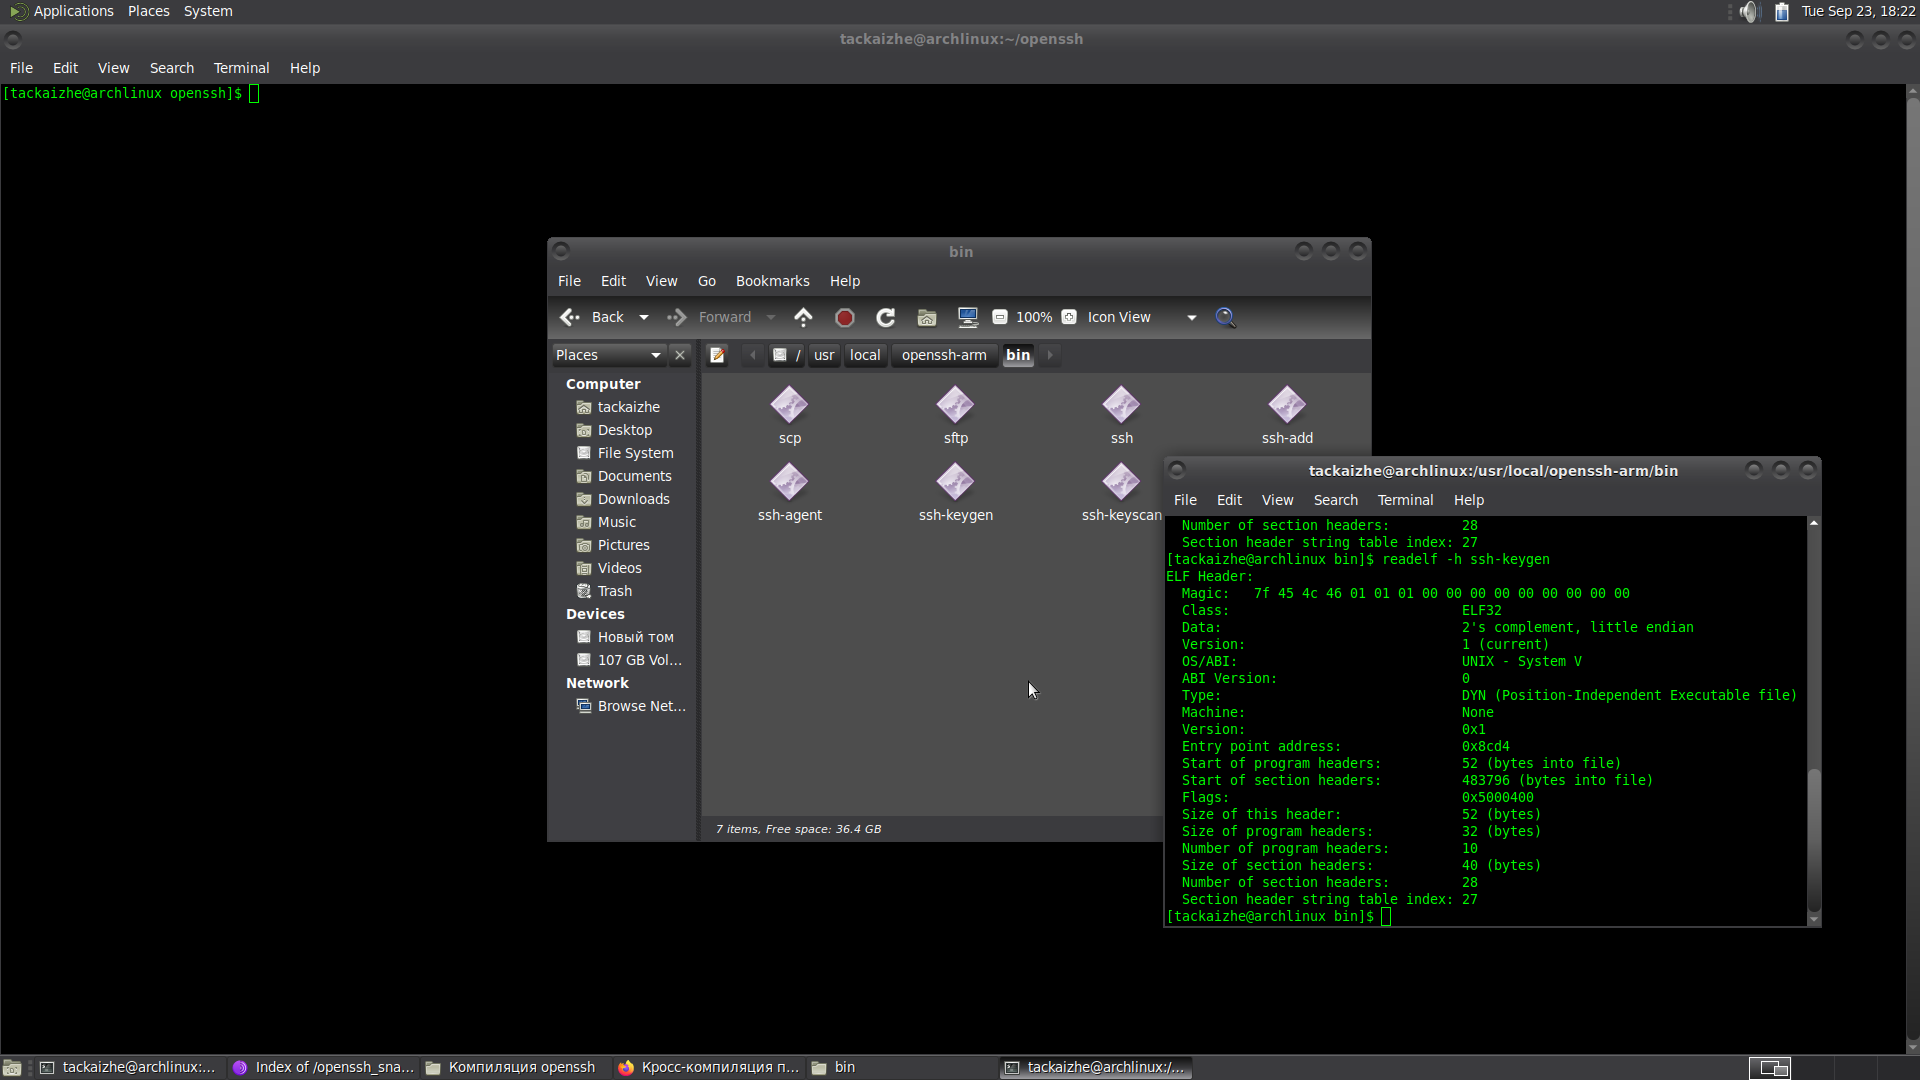 Applications Places System Tue Sep 23, 18:22
tackaizhe@archlinux:~/openssh
File Edit View Search Terminal Help
[tackaizhe@archlinux openssh]$
bin
File Edit View Go Bookmarks Help
Back Forward 100% Icon View
Places / usr local openssh-arm bin
Computer
tackaizhe
Desktop
File System
Documents
Downloads
Music
Pictures
Videos
Trash
Devices
Новый том
107 GB Vol...
Network
Browse Net...
scp sftp ssh ssh-add
ssh-agent ssh-keygen ssh-keyscan
7 items, Free space: 36.4 GB
tackaizhe@archlinux:/usr/local/openssh-arm/bin
File Edit View Search Terminal Help
Number of section headers: 28
Section header string table index: 27
[tackaizhe@archlinux bin]$ readelf -h ssh-keygen
ELF Header:
Magic: 7f 45 4c 46 01 01 01 00 00 00 00 00 00 00 00 00
Class: ELF32
Data: 2's complement, little endian
Version: 1 (current)
OS/ABI: UNIX - System V
ABI Version: 0
Type: DYN (Position-Independent Executable file)
Machine: None
Version: 0x1
Entry point address: 0x8cd4
Start of program headers: 52 (bytes into file)
Start of section headers: 483796 (bytes into file)
Flags: 0x5000400
Size of this header: 52 (bytes)
Size of program headers: 32 (bytes)
Number of program headers: 10
Size of section headers: 40 (bytes)
Number of section headers: 28
Section header string table index: 27
[tackaizhe@archlinux bin]$
tackaizhe@archlinux:... Index of /openssh_sna... Компиляция openssh Кросс-компиляция п... bin tackaizhe@archlinux:/...